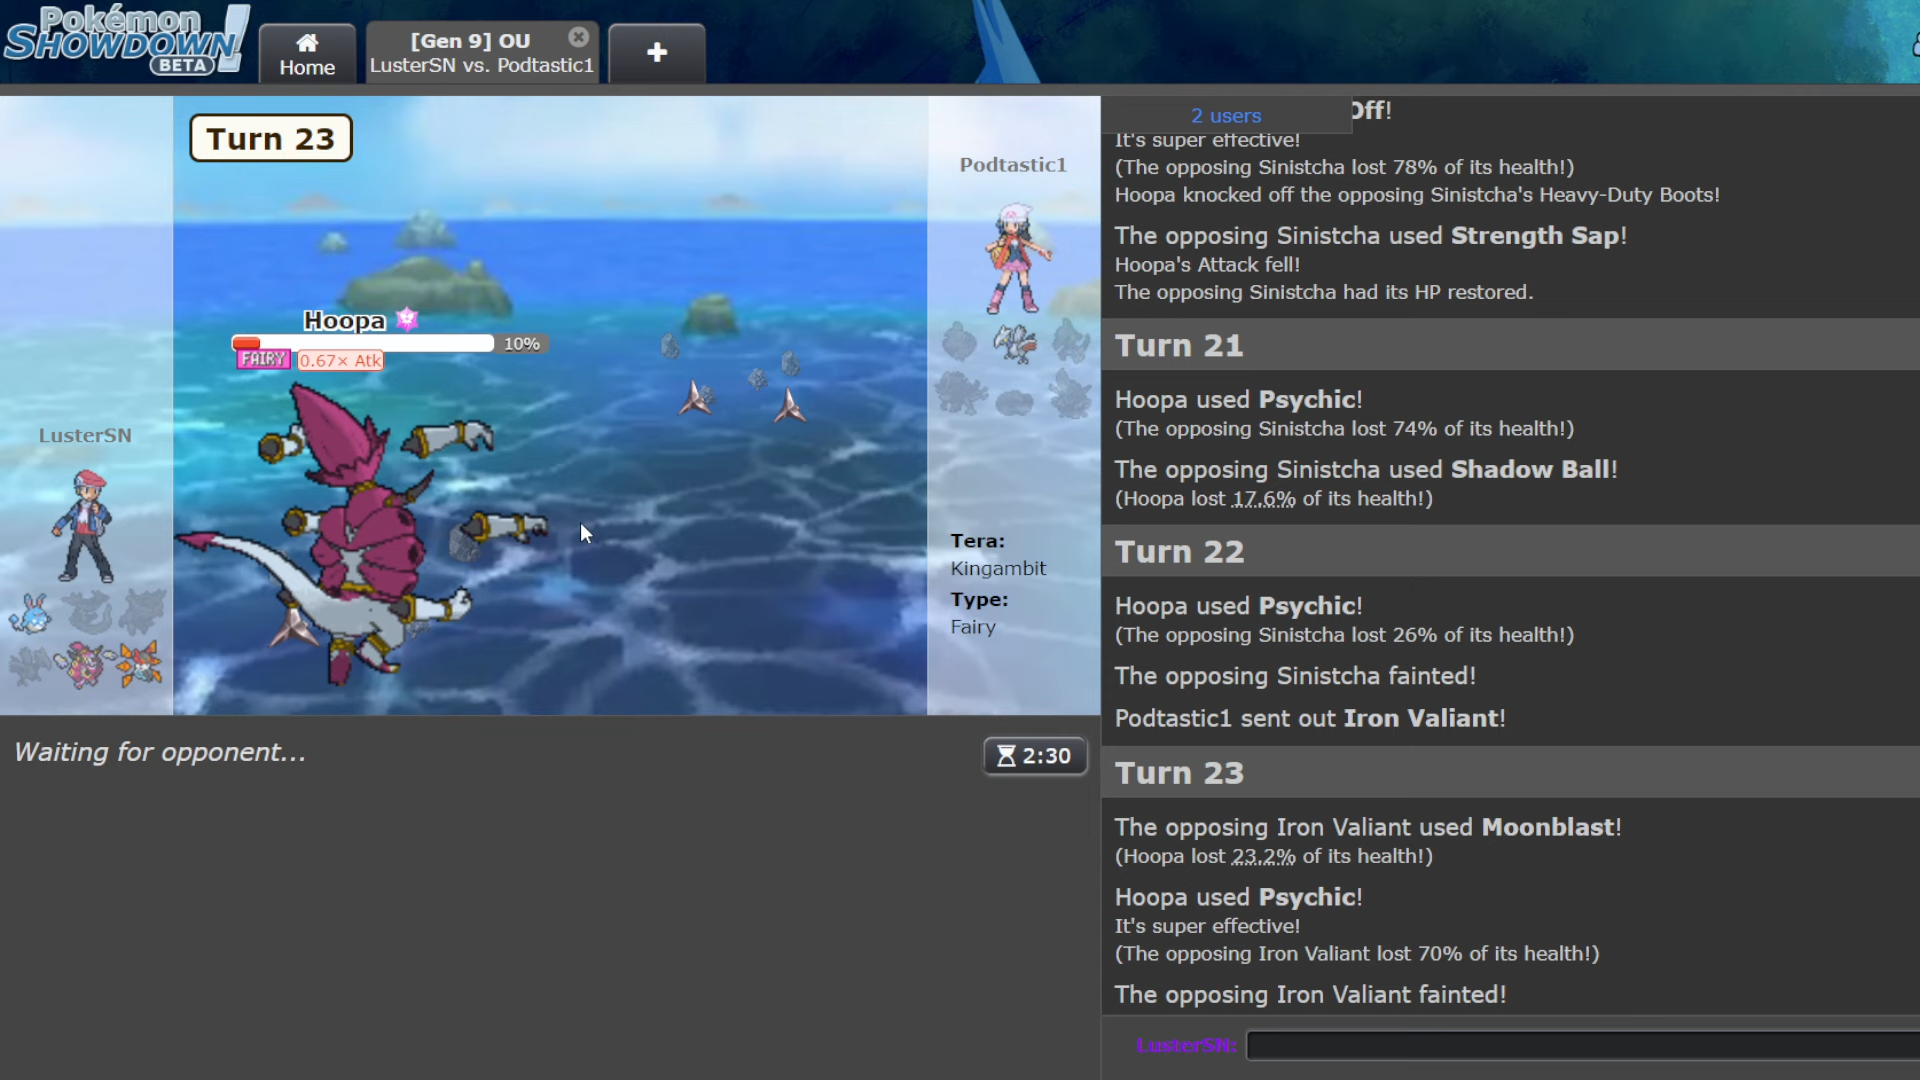 Pokémon
SHOWDOWN!
BETA
Home
[Gen 9] OU
LusterSN vs. Podtastic1
+
Turn 23
Podtastic1
Hoopa
10%
FAIRY
0.67× Atk
LusterSN
Tera:
Kingambit
Type:
Fairy
Waiting for opponent...
2:30
2 users
Off!
It's super effective!
(The opposing Sinistcha lost 78% of its health!)
Hoopa knocked off the opposing Sinistcha's Heavy-Duty Boots!
The opposing Sinistcha used Strength Sap!
Hoopa's Attack fell!
The opposing Sinistcha had its HP restored.
Turn 21
Hoopa used Psychic!
(The opposing Sinistcha lost 74% of its health!)
The opposing Sinistcha used Shadow Ball!
(Hoopa lost 17.6% of its health!)
Turn 22
Hoopa used Psychic!
(The opposing Sinistcha lost 26% of its health!)
The opposing Sinistcha fainted!
Podtastic1 sent out Iron Valiant!
Turn 23
The opposing Iron Valiant used Moonblast!
(Hoopa lost 23.2% of its health!)
Hoopa used Psychic!
It's super effective!
(The opposing Iron Valiant lost 70% of its health!)
The opposing Iron Valiant fainted!
LusterSN: